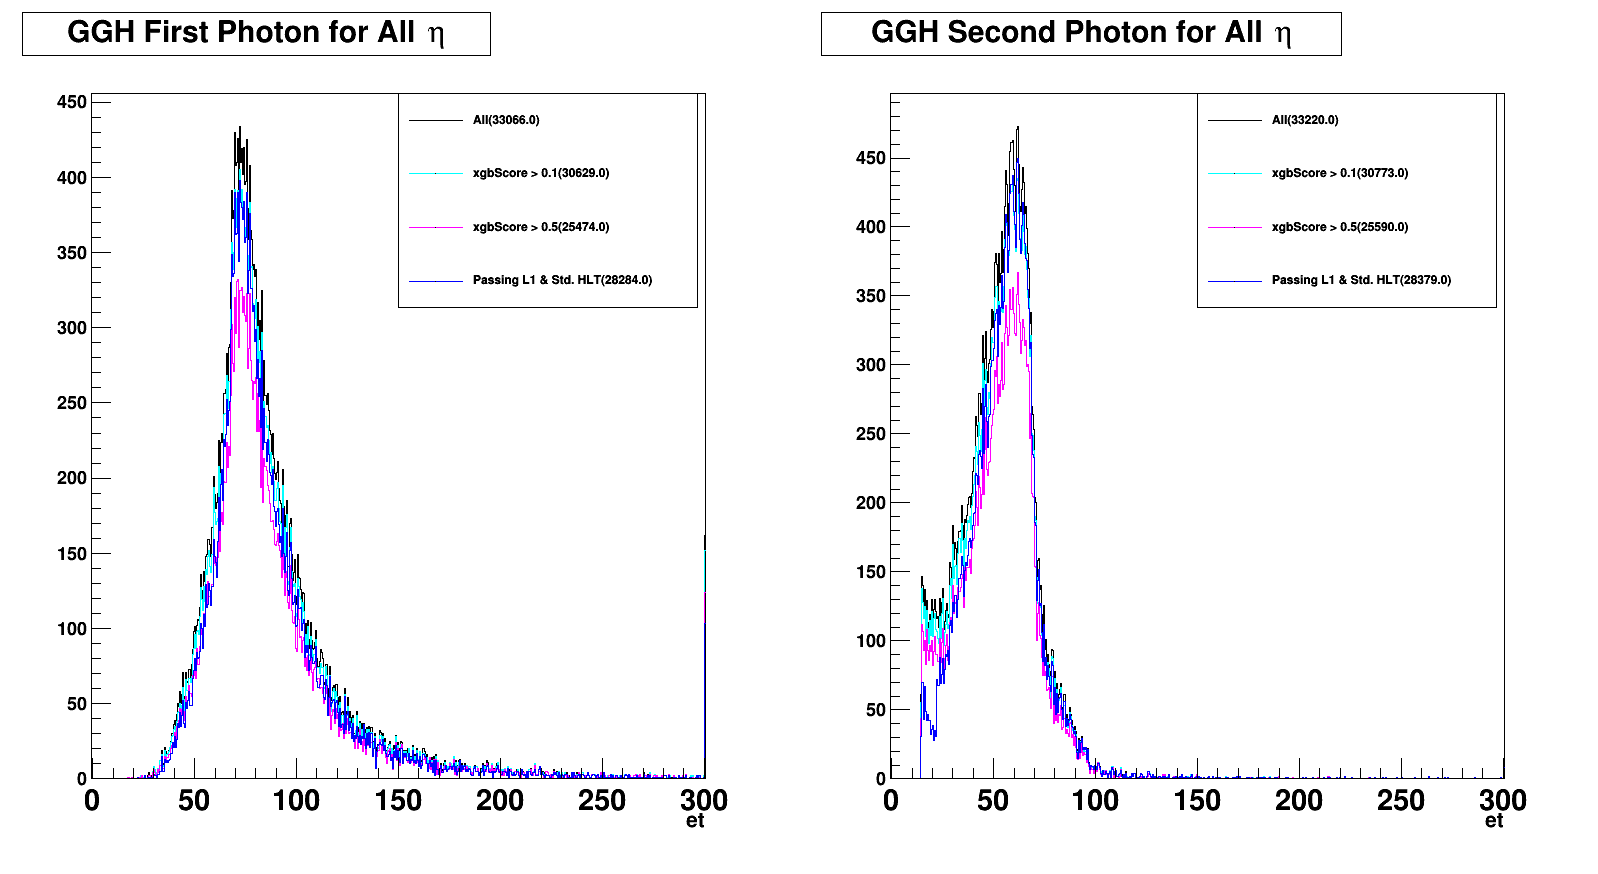 GGH First Photon for All η
450
400
350
300
250
200
150
100
50
0
All(33066.0)
xgbScore > 0.1(30629.0)
xgbScore > 0.5(25474.0)
Passing L1 & Std. HLT(28284.0)
0 50 100 150 200 250 300
et
GGH Second Photon for All η
450
400
350
300
250
200
150
100
50
0
All(33220.0)
xgbScore > 0.1(30773.0)
xgbScore > 0.5(25590.0)
Passing L1 & Std. HLT(28379.0)
0 50 100 150 200 250 300
et